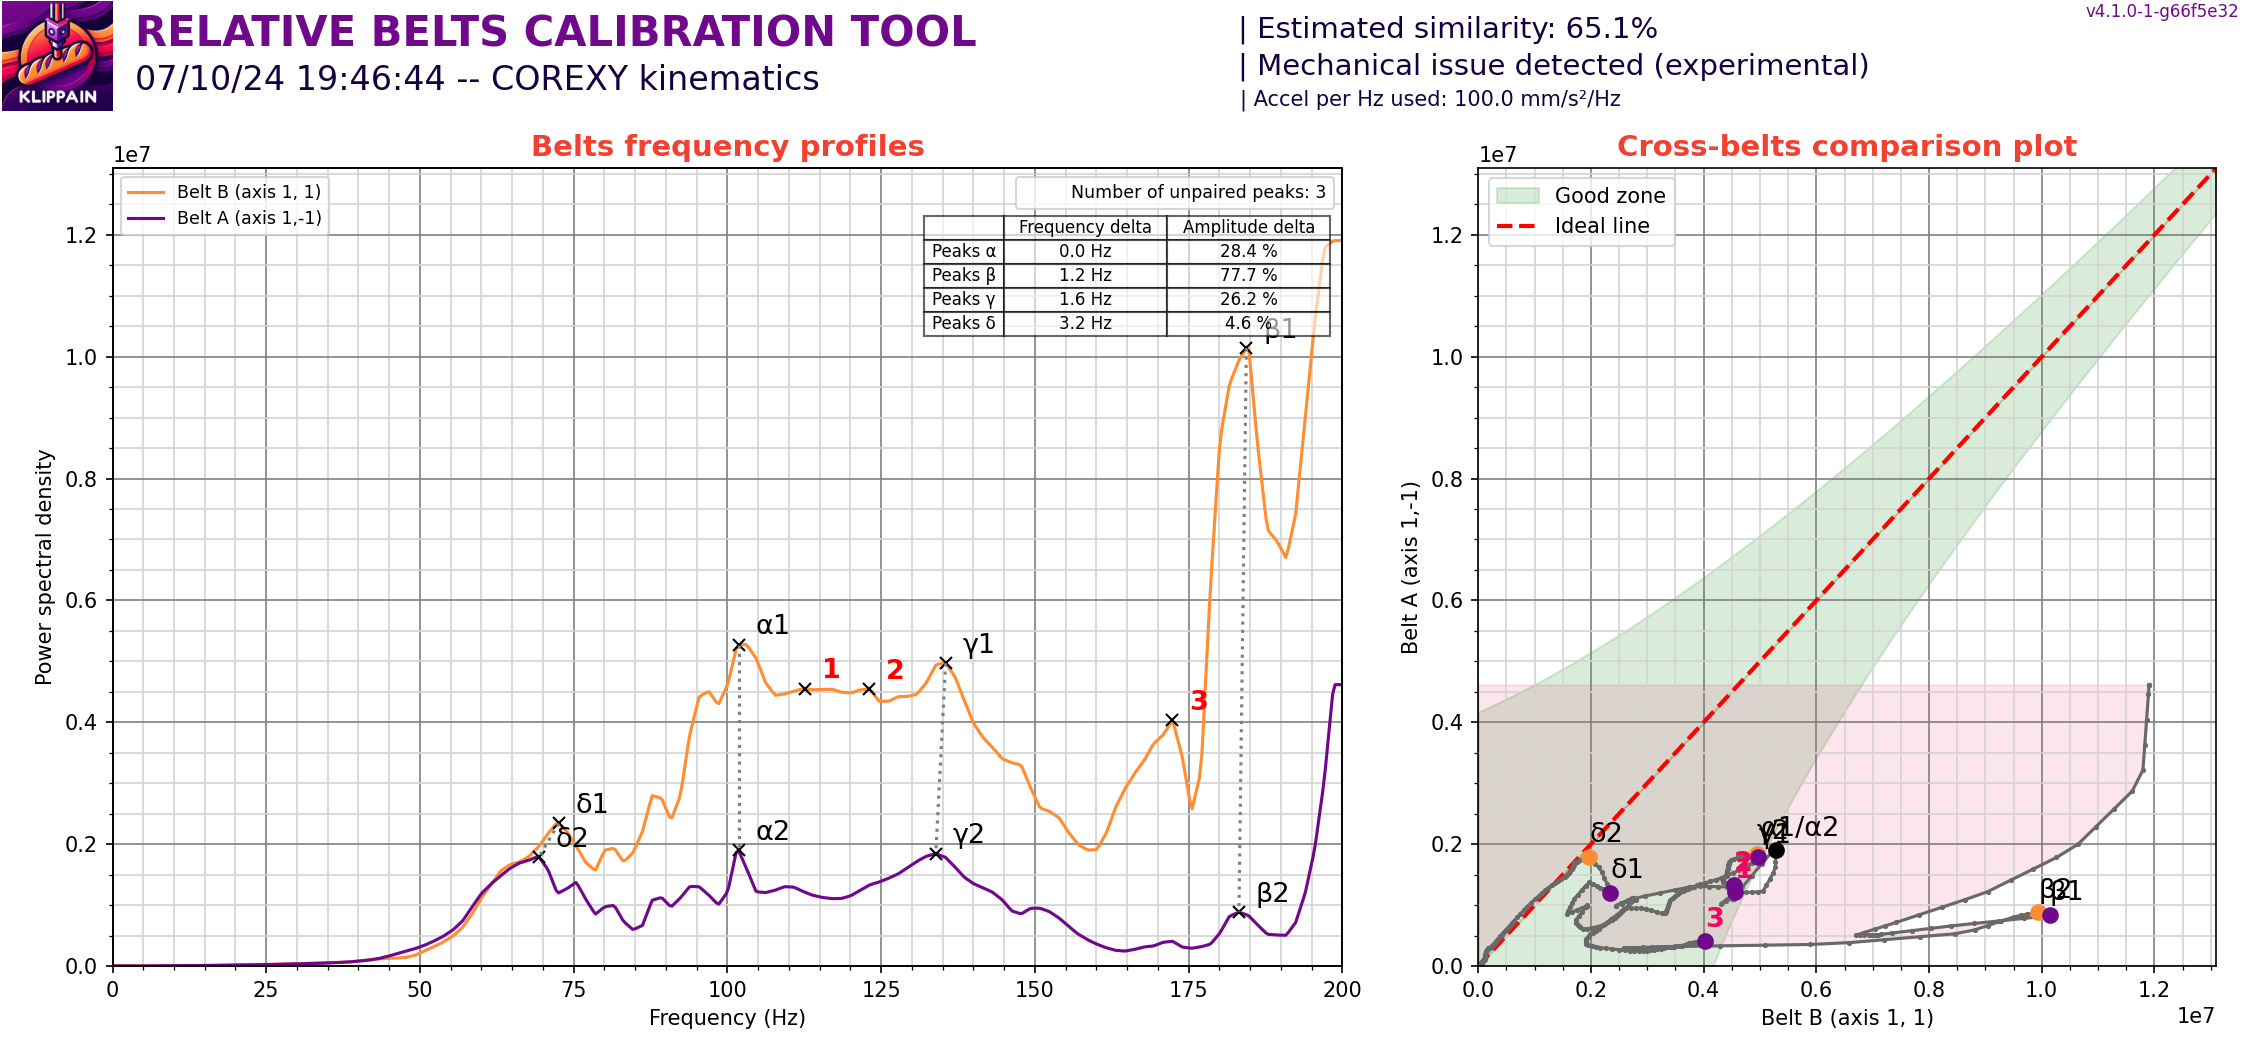 KLIPPAIN
RELATIVE BELTS CALIBRATION TOOL
07/10/24 19:46:44 -- COREXY kinematics
| Estimated similarity: 65.1%
| Mechanical issue detected (experimental)
| Accel per Hz used: 100.0 mm/s²/Hz
v4.1.0-1-g66f5e32
Belts frequency profiles
1e7
Belt B (axis 1, 1)
Belt A (axis 1,-1)
Number of unpaired peaks: 3
Frequency delta Amplitude delta
Peaks α 0.0 Hz 28.4 %
Peaks β 1.2 Hz 77.7 %
Peaks γ 1.6 Hz 26.2 %
Peaks δ 3.2 Hz 4.6 %
β1
α1
1
2
γ1
3
δ1
δ2
α2
γ2
β2
Power spectral density
1.2
1.0
0.8
0.6
0.4
0.2
0.0
0 25 50 75 100 125 150 175 200
Frequency (Hz)
Cross-belts comparison plot
1e7
Good zone
Ideal line
Belt A (axis 1,-1)
1.2
1.0
0.8
0.6
0.4
0.2
0.0
δ2
δ1
α1/α2
3
β2
β1
0.0 0.2 0.4 0.6 0.8 1.0 1.2
Belt B (axis 1, 1)
1e7